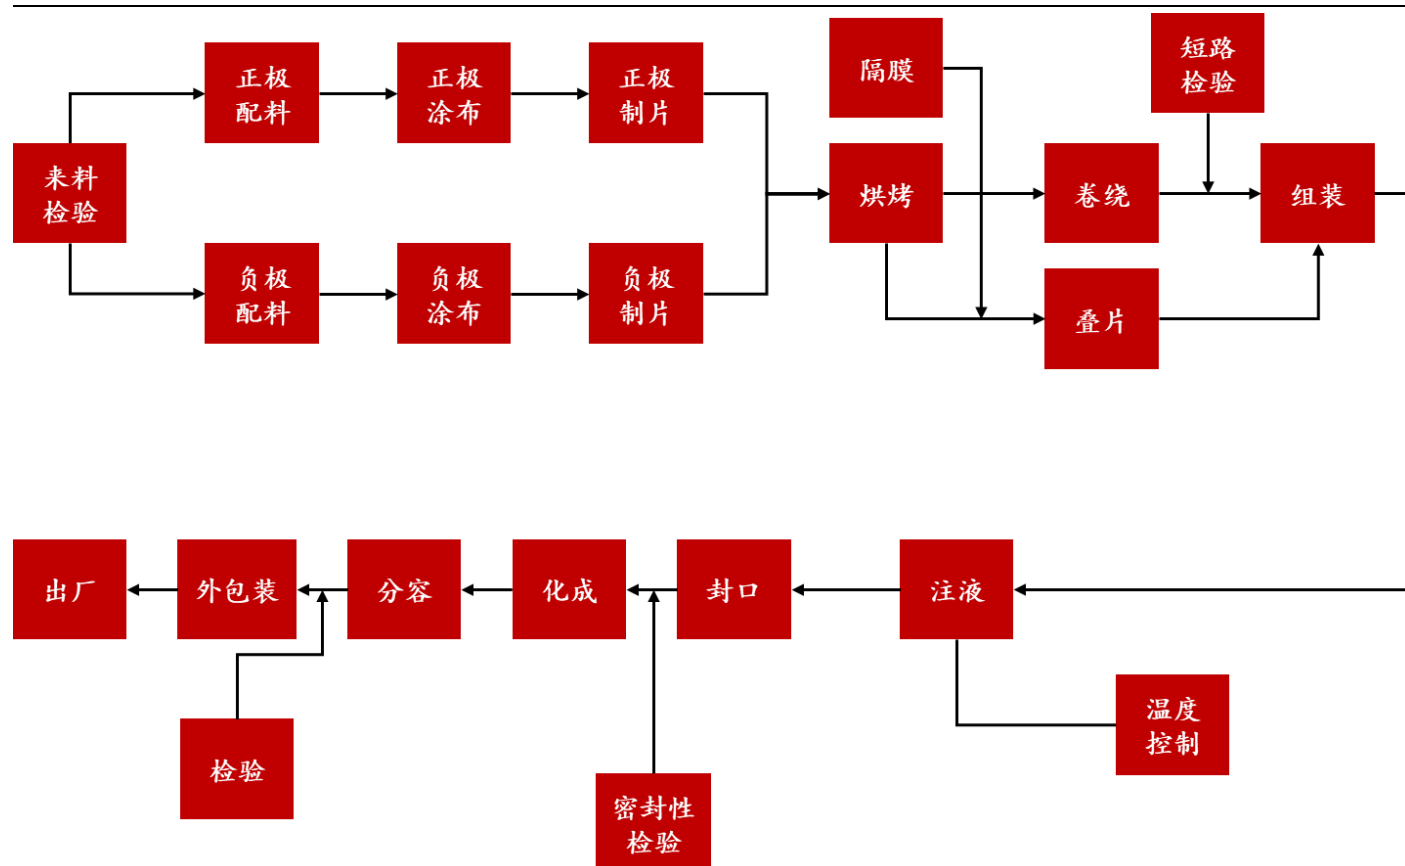 正极
配料
正极
涂布
正极
制片
隔膜
短路
检验
来料
检验
烘烤
卷绕
组装
负极
配料
负极
涂布
负极
制片
叠片
出厂
外包装
分容
化成
封口
注液
温度
控制
检验
密封性
检验